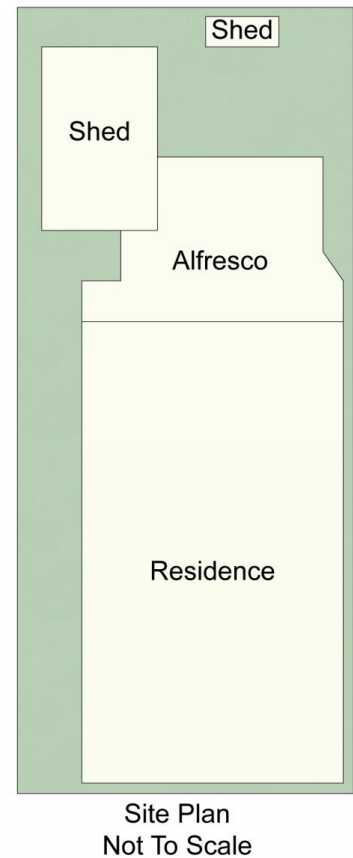 Shed
Shed
Alfresco
Residence
Site Plan
Not To Scale